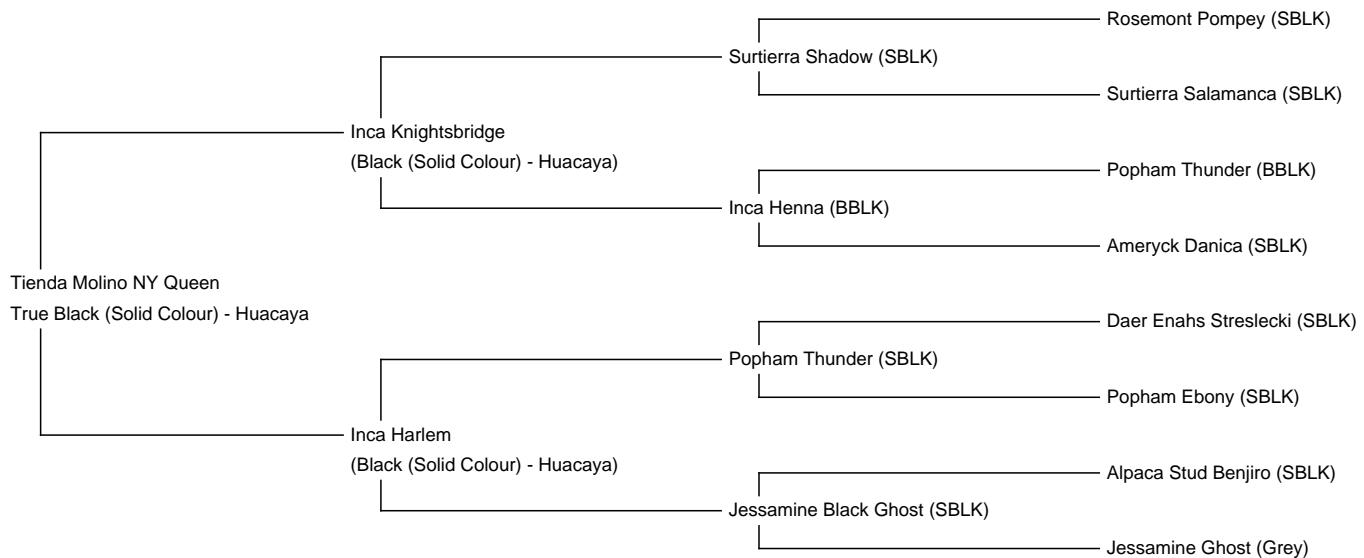 Rosemont Pompey (SBLK)
Surtierra Shadow (SBLK)
Surtierra Salamanca (SBLK)
Inca Knightsbridge
(Black (Solid Colour) - Huacaya)
Popham Thunder (BBLK)
Inca Henna (BBLK)
Ameryck Danica (SBLK)
Tienda Molino NY Queen
True Black (Solid Colour) - Huacaya
Daer Enahs Streslecki (SBLK)
Popham Thunder (SBLK)
Popham Ebony (SBLK)
Inca Harlem
(Black (Solid Colour) - Huacaya)
Alpaca Stud Benjiro (SBLK)
Jessamine Black Ghost (SBLK)
Jessamine Ghost (Grey)